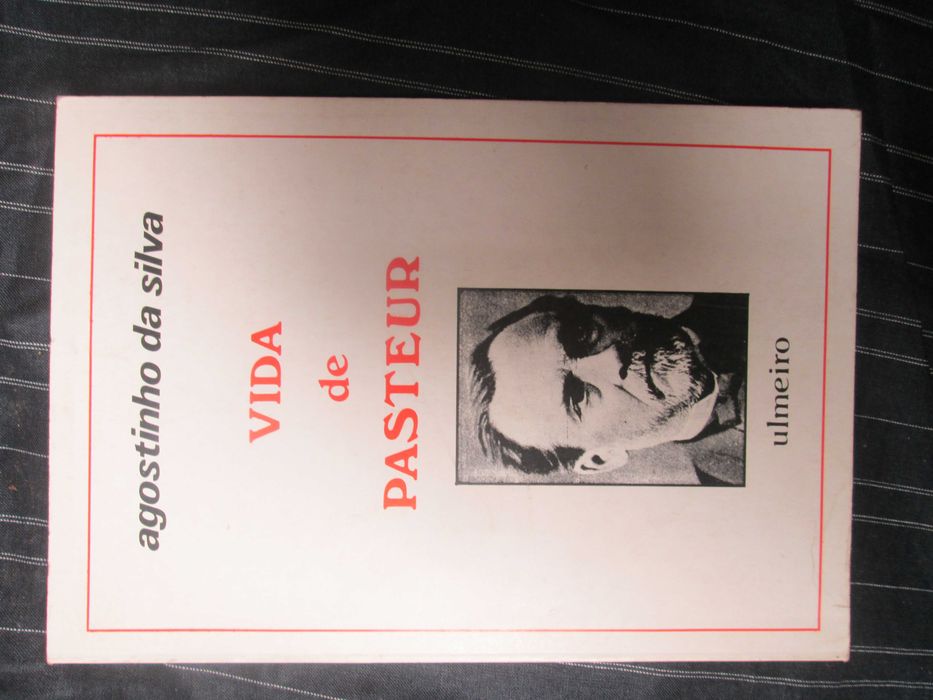 agostinho da silva
VIDA
de
PASTEUR
ulmeiro